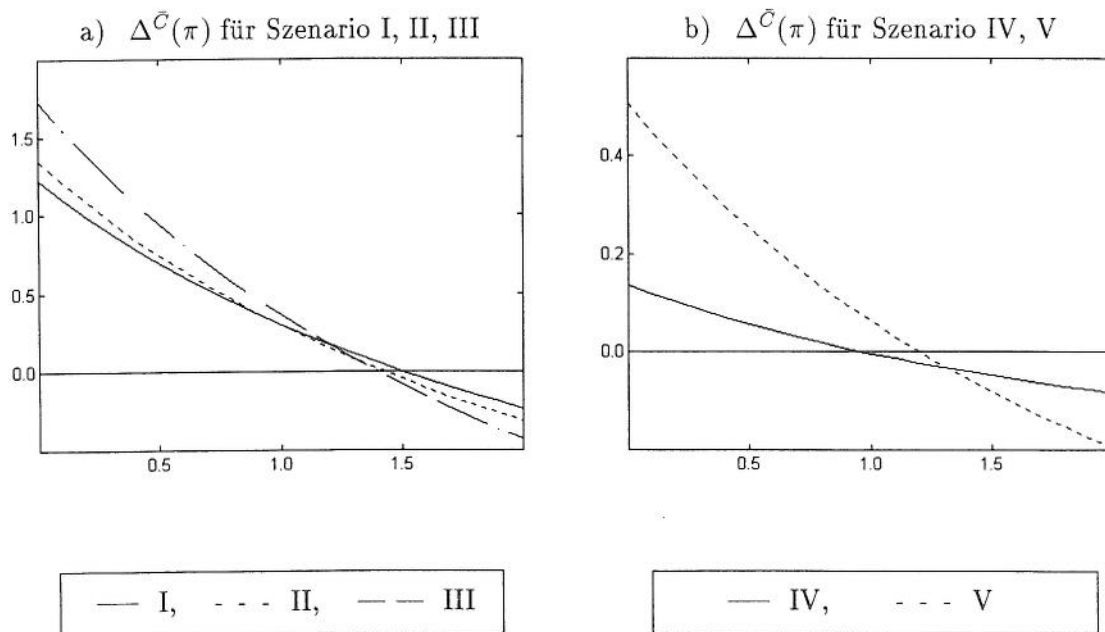 a) Δ^C̄(π) für Szenario I, II, III
1.5
1.0
0.5
0.0
0.5 1.0 1.5
b) Δ^C̄(π) für Szenario IV, V
0.4
0.2
0.0
0.5 1.0 1.5
I, II, III
IV, V